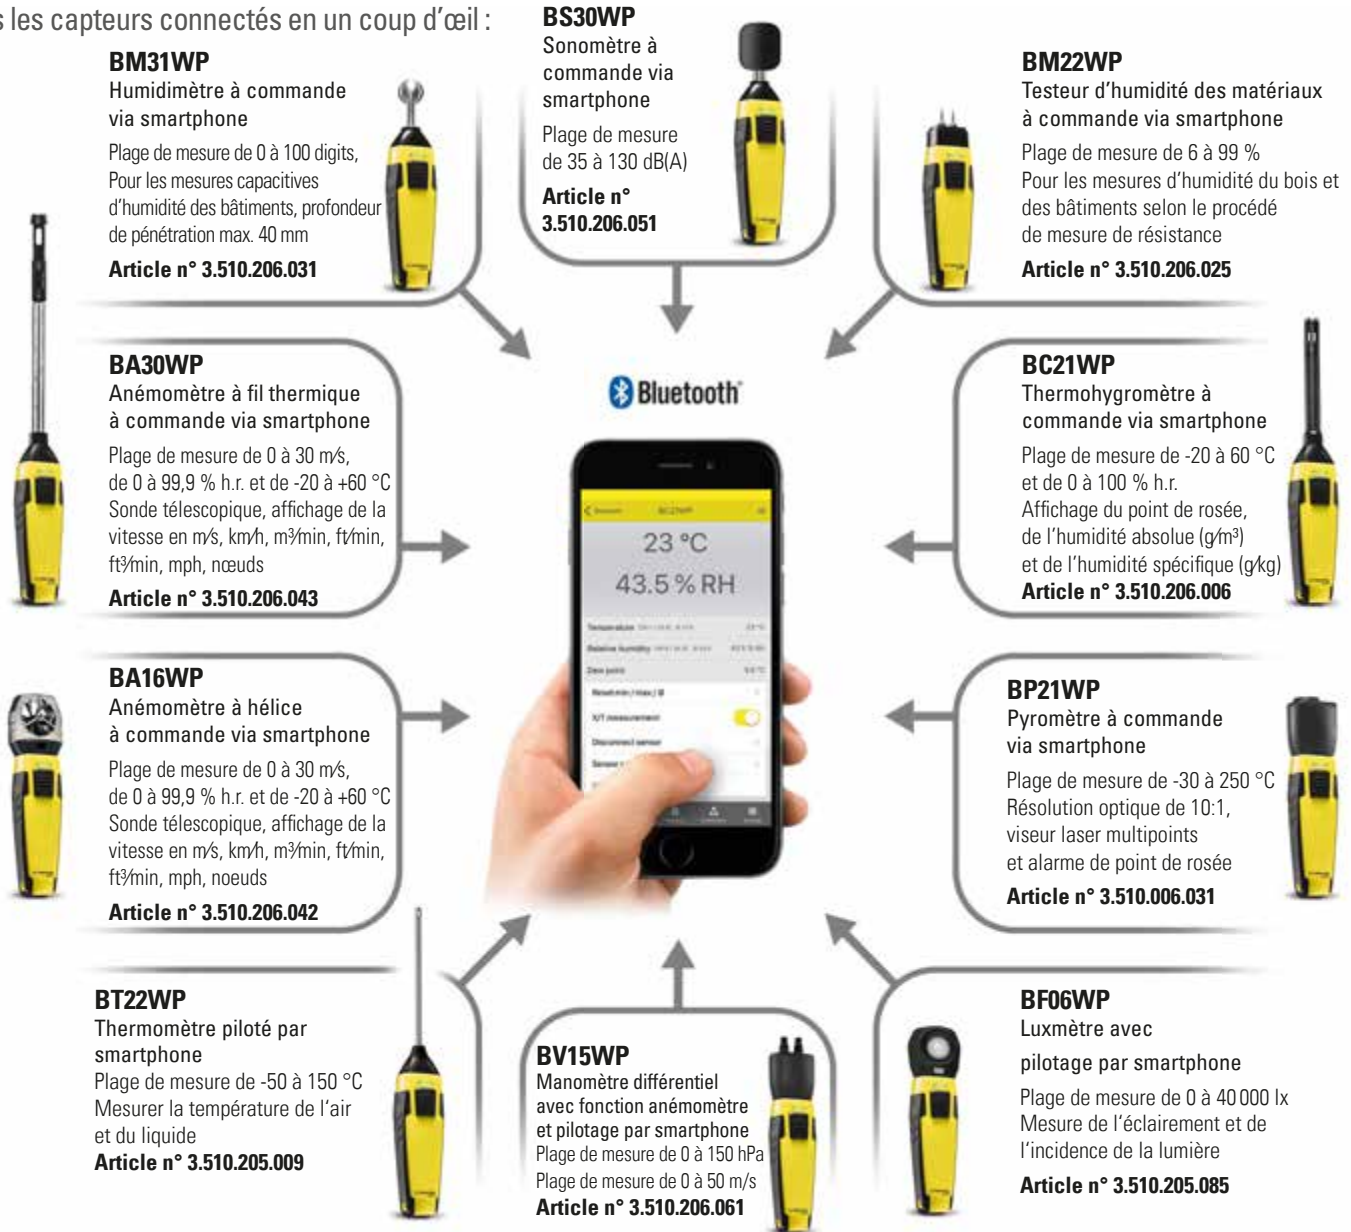 s les capteurs connectés en un coup d’œil :
BM31WP
Humidimètre à commande
via smartphone
Plage de mesure de 0 à 100 digits,
Pour les mesures capacitives
d’humidité des bâtiments, profondeur
de pénétration max. 40 mm
Article n° 3.510.206.031
BS30WP
Sonomètre à
commande via
smartphone
Plage de mesure
de 35 à 130 dB(A)
Article n°
3.510.206.051
BM22WP
Testeur d’humidité des matériaux
à commande via smartphone
Plage de mesure de 6 à 99 %
Pour les mesures d’humidité du bois et
des bâtiments selon le procédé
de mesure de résistance
Article n° 3.510.206.025
BA30WP
Anémomètre à fil thermique
à commande via smartphone
Plage de mesure de 0 à 30 m/s,
de 0 à 99,9 % h.r. et de -20 à +60 °C
Sonde télescopique, affichage de la
vitesse en m/s, km/h, m³/min, ft/min,
ft³/min, mph, nœuds
Article n° 3.510.206.043
Bluetooth
BC21WP
23 °C
43.5 % RH
Temperature
Relative humidity
Dew point
Reset min / max / Ø
X/T measurement
Disconnect sensor
BC21WP
Thermohygromètre à
commande via smartphone
Plage de mesure de -20 à 60 °C
et de 0 à 100 % h.r.
Affichage du point de rosée,
de l’humidité absolue (g/m³)
et de l’humidité spécifique (g/kg)
Article n° 3.510.206.006
BA16WP
Anémomètre à hélice
à commande via smartphone
Plage de mesure de 0 à 30 m/s,
de 0 à 99,9 % h.r. et de -20 à +60 °C
Sonde télescopique, affichage de la
vitesse en m/s, km/h, m³/min, ft/min,
ft³/min, mph, noeuds
Article n° 3.510.206.042
BP21WP
Pyromètre à commande
via smartphone
Plage de mesure de -30 à 250 °C
Résolution optique de 10:1,
viseur laser multipoints
et alarme de point de rosée
Article n° 3.510.006.031
BT22WP
Thermomètre piloté par
smartphone
Plage de mesure de -50 à 150 °C
Mesurer la température de l‘air
et du liquide
Article n° 3.510.205.009
BV15WP
Manomètre différentiel
avec fonction anémomètre
et pilotage par smartphone
Plage de mesure de 0 à 150 hPa
Plage de mesure de 0 à 50 m/s
Article n° 3.510.206.061
BF06WP
Luxmètre avec
pilotage par smartphone
Plage de mesure de 0 à 40 000 lx
Mesure de l‘éclairement et de
l‘incidence de la lumière
Article n° 3.510.205.085